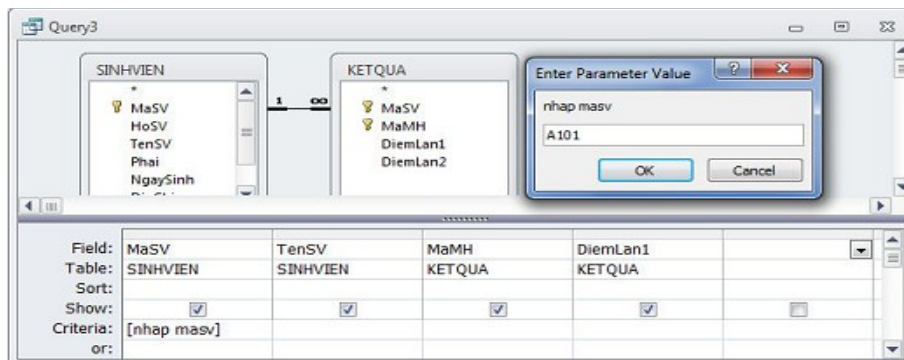 Query3
SINHVIEN
*
MaSV
HoSV
TenSV
Phai
NgaySinh
1 ∞
KETQUA
*
MaSV
MaMH
DiemLan1
DiemLan2
Enter Parameter Value
?
nhap masv
A101
OK Cancel
Field: MaSV TenSV MaMH DiemLan1
Table: SINHVIEN SINHVIEN KETQUA KETQUA
Sort:
Show:
Criteria: [nhap masv]
or: